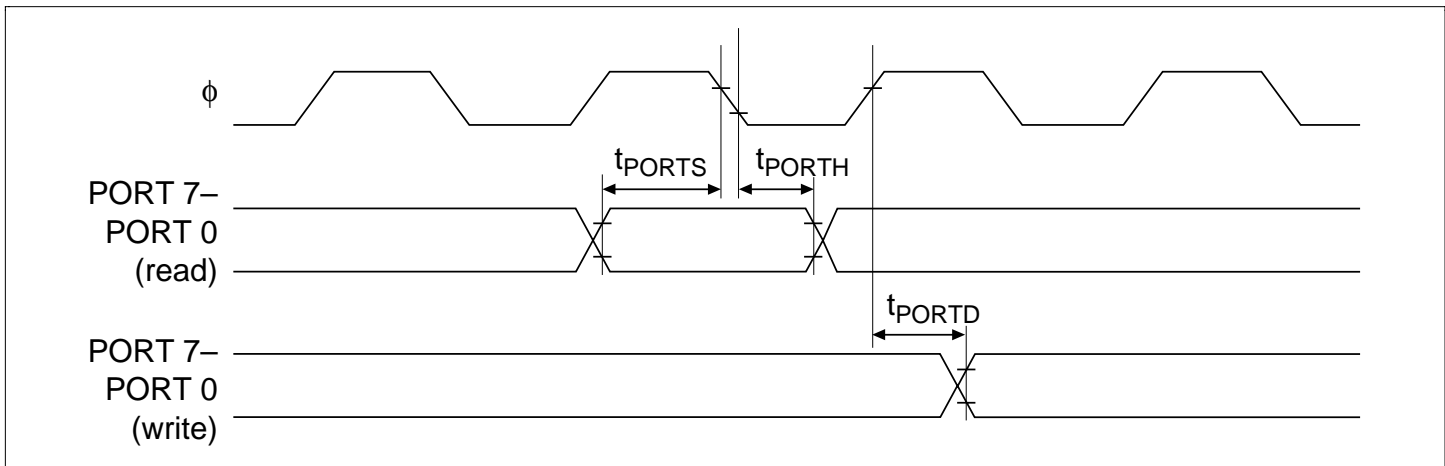 ϕ
tPORTS
tPORTH
PORT 7–
PORT 0
(read)
tPORTD
PORT 7–
PORT 0
(write)